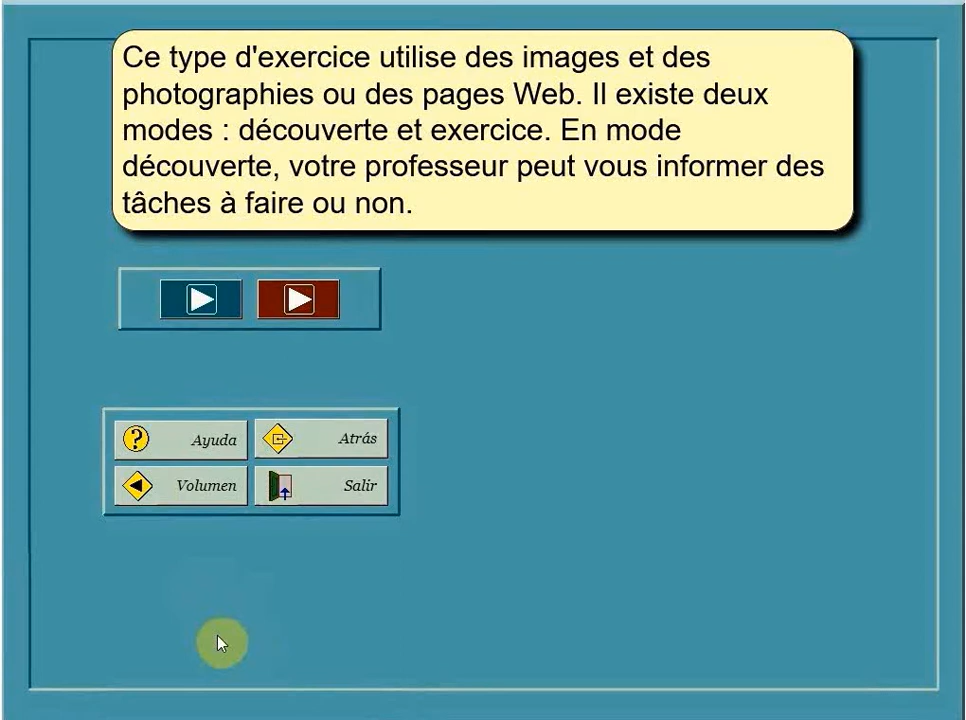 Ce type d'exercice utilise des images et des
photographies ou des pages Web. Il existe deux
modes : découverte et exercice. En mode
découverte, votre professeur peut vous informer des
tâches à faire ou non.
Ayuda
Atrás
Volumen
Salir